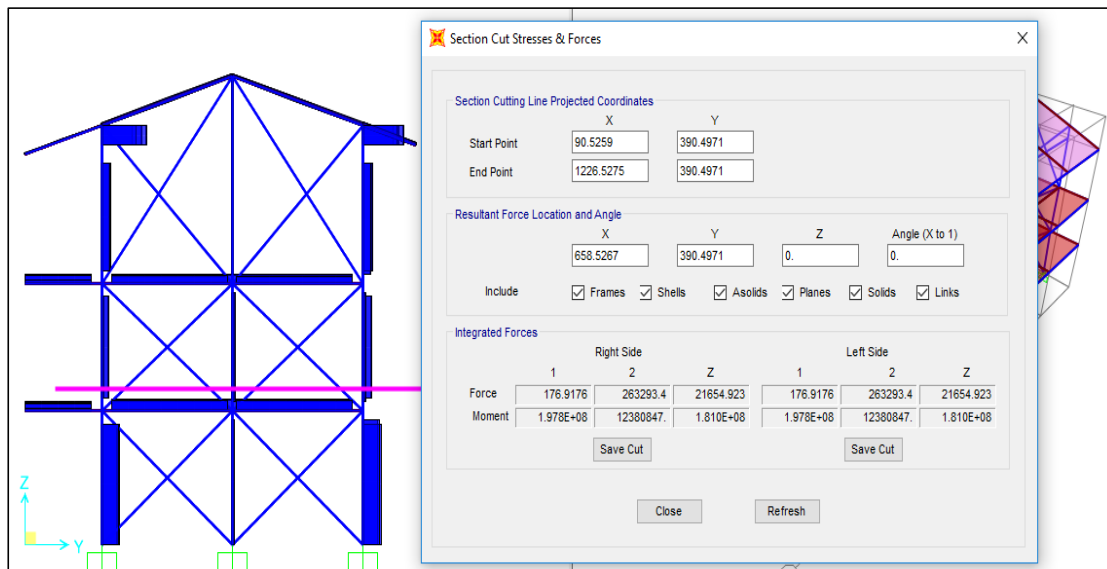 Section Cut Stresses & Forces
Section Cutting Line Projected Coordinates
X Y
Start Point 90.5259 390.4971
End Point 1226.5275 390.4971
Resultant Force Location and Angle
X Y Z Angle (X to 1)
658.5267 390.4971 0. 0.
Include Frames Shells Asolids Planes Solids Links
Integrated Forces
Right Side Left Side
1 2 Z 1 2 Z
Force 176.9176 263293.4 21654.923 176.9176 263293.4 21654.923
Moment 1.978E+08 12380847. 1.810E+08 1.978E+08 12380847. 1.810E+08
Save Cut Save Cut
Close Refresh
Z
Y